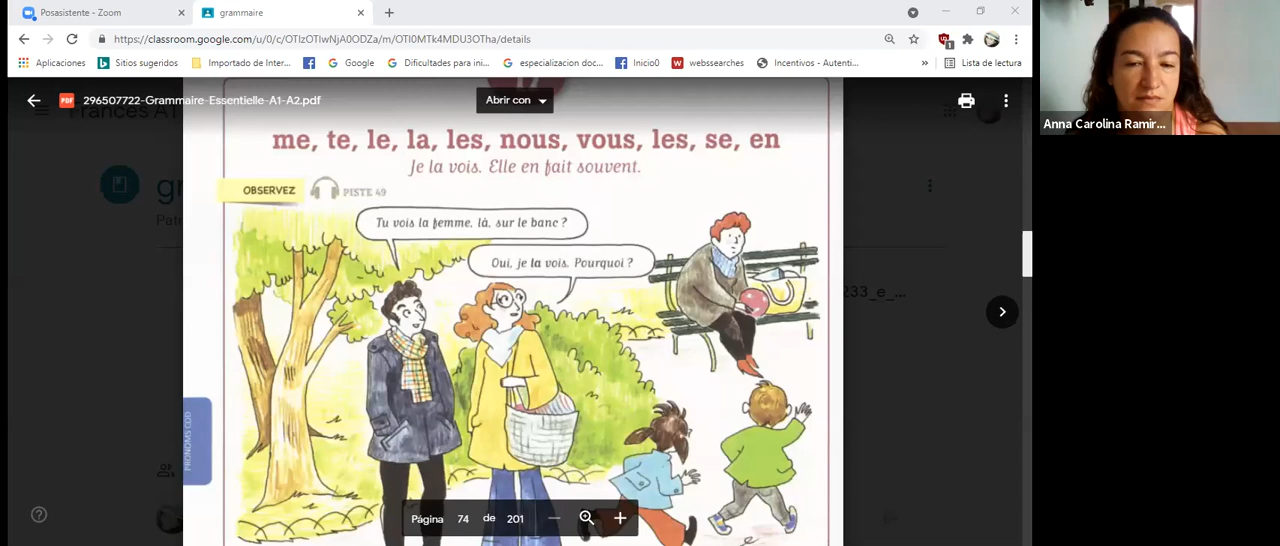 Posasistente - Zoom
grammaire
https://classroom.google.com/u/0/c/OTIzOTIwNjA0ODZa/m/OTI0MTk4MDU3OTha/details
Aplicaciones
Sitios sugeridos
Importado de Inter...
Google
Dificultades para ini...
especializacion doc...
Inicio0
webssearches
Incentivos - Autenti...
»
Lista de lectura
296507722-Grammaire-Essentielle-A1-A2.pdf
Abrir con
Anna Carolina Ramir...
me, te, le, la, les, nous, vous, les, se, en
Je la vois. Elle en fait souvent.
OBSERVEZ
PISTE 49
Tu vois la femme, là, sur le banc ?
Oui, je la vois. Pourquoi ?
PRONOMS COD
Página 74 de 201